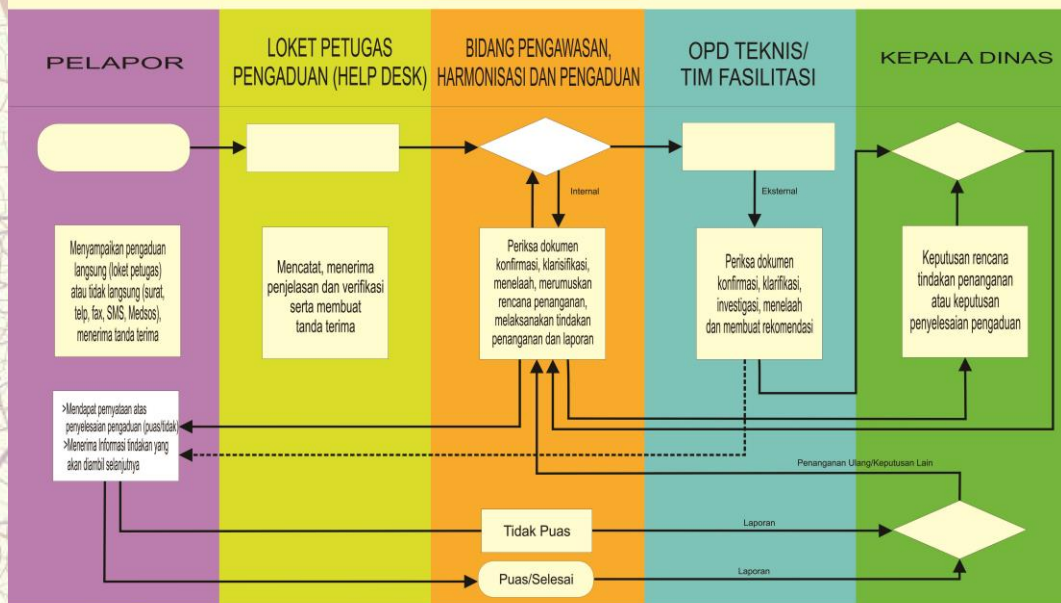 PELAPOR
LOKET PETUGAS
PENGADUAN (HELP DESK)
BIDANG PENGAWASAN,
HARMONISASI DAN PENGADUAN
OPD TEKNIS/
TIM FASILITASI
KEPALA DINAS
Internal
Eksternal
Menyampaikan pengaduan
langsung (loket petugas)
atau tidak langsung (surat,
telp, fax, SMS, Medsos),
menerima tanda terima
Mencatat, menerima
penjelasan dan verifikasi
serta membuat
tanda terima
Periksa dokumen
konfirmasi, klarisifikasi,
menelaah, merumuskan
rencana penanganan,
melaksanakan tindakan
penanganan dan laporan
Periksa dokumen
konfirmasi, klarifikasi,
investigasi, menelaah
dan membuat rekomendasi
Keputusan rencana
tindakan penanganan
atau keputusan
penyelesaian pengaduan
>Mendapat pernyataan atas
penyelesaian pengaduan (puas/tidak)
>Menerima Informasi tindakan yang
akan diambil selanjutnya
Penanganan Ulang/Keputusan Lain
Tidak Puas
Laporan
Puas/Selesai
Laporan